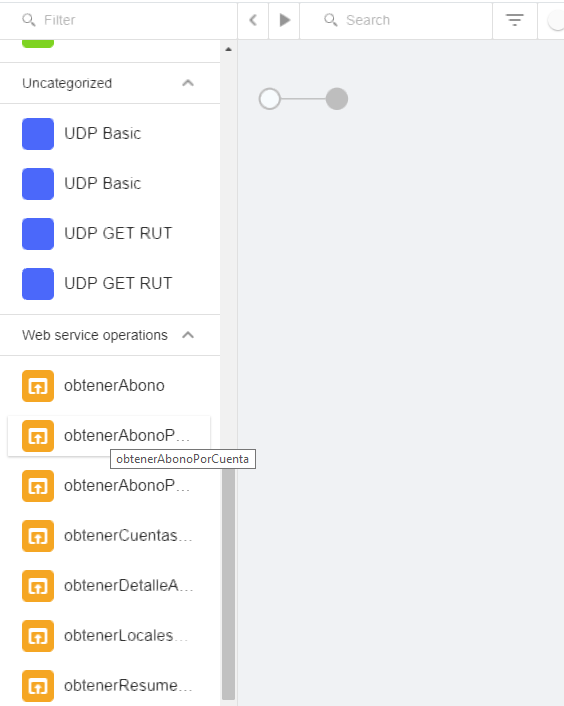 Filter
Search
Uncategorized
UDP Basic
UDP Basic
UDP GET RUT
UDP GET RUT
Web service operations
obtenerAbono
obtenerAbonoP...
obtenerAbonoPorCuenta
obtenerAbonoP...
obtenerCuentas...
obtenerDetalleA...
obtenerLocales...
obtenerResume...